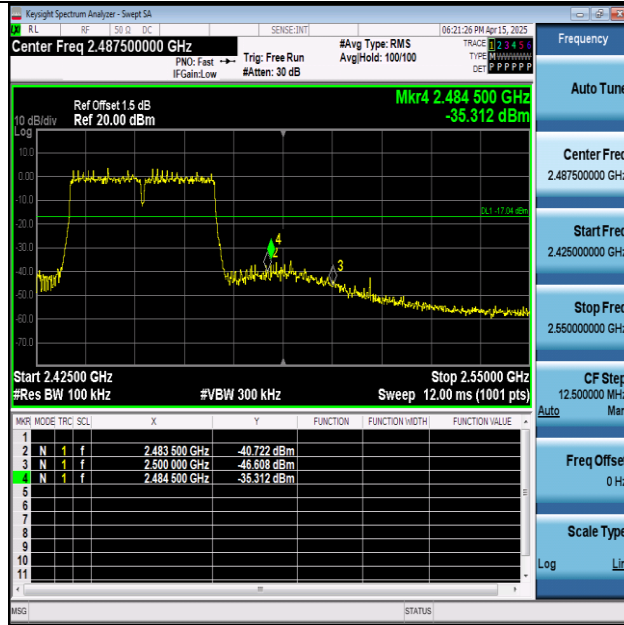 Keysight Spectrum Analyzer - Swept SA
RL RF 50 Ω DC SENSE:INT 06:21:26 PM Apr 15, 2025
Center Freq 2.487500000 GHz
PNO: Fast Trig: Free Run
IFGain:Low #Atten: 30 dB
#Avg Type: RMS
Avg|Hold: 100/100
TRACE 1 2 3 4 5 6
TYPE M
DET P P P P P P
Mkr4 2.484 500 GHz
-35.312 dBm
Ref Offset 1.5 dB
10 dB/div Ref 20.00 dBm
Log
10.0
0.00
-10.0
DL1 -17.04 dBm
-20.0
-30.0
-40.0
-50.0
-60.0
-70.0
4
2
3
Start 2.42500 GHz Stop 2.55000 GHz
#Res BW 100 kHz #VBW 300 kHz Sweep 12.00 ms (1001 pts)
MKR MODE TRC SCL X Y FUNCTION FUNCTION WIDTH FUNCTION VALUE
1
2 N 1 f 2.483 500 GHz -40.722 dBm
3 N 1 f 2.500 000 GHz -46.608 dBm
4 N 1 f 2.484 500 GHz -35.312 dBm
5
6
7
8
9
10
11
MSG STATUS
Frequency
Auto Tune
Center Freq
2.487500000 GHz
Start Freq
2.425000000 GHz
Stop Freq
2.550000000 GHz
CF Step
12.500000 MHz
Auto Man
Freq Offset
0 Hz
Scale Type
Log Lin